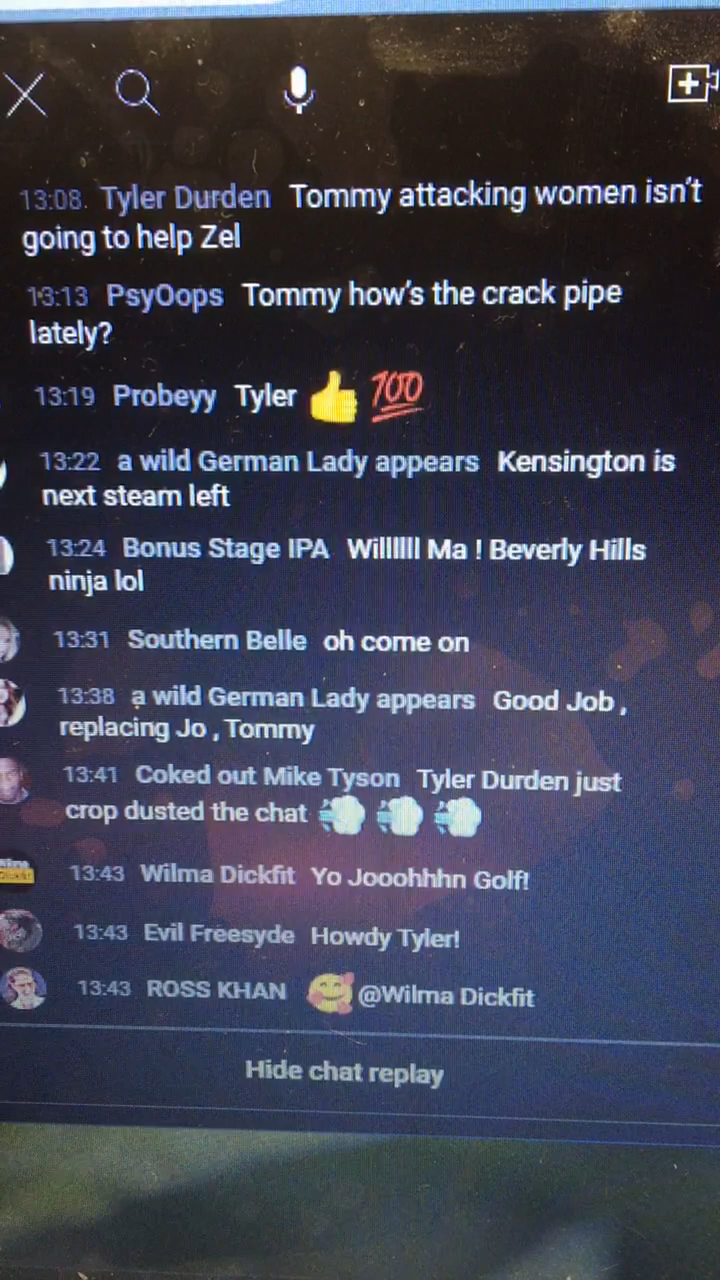 13:08 Tyler Durden Tommy attacking women isn't
going to help Zel
13:13 PsyOops Tommy how's the crack pipe
lately?
13:19 Probeyy Tyler 👍 💯
13:22 a wild German Lady appears Kensington is
next steam left
13:24 Bonus Stage IPA Willlllll Ma ! Beverly Hills
ninja lol
13:31 Southern Belle oh come on
13:38 a wild German Lady appears Good Job ,
replacing Jo , Tommy
13:41 Coked out Mike Tyson Tyler Durden just
crop dusted the chat 💨 💨 💨
13:43 Wilma Dickfit Yo Jooohhhn Golf!
13:43 Evil Freesyde Howdy Tyler!
13:43 ROSS KHAN 🥰 @Wilma Dickfit
Hide chat replay